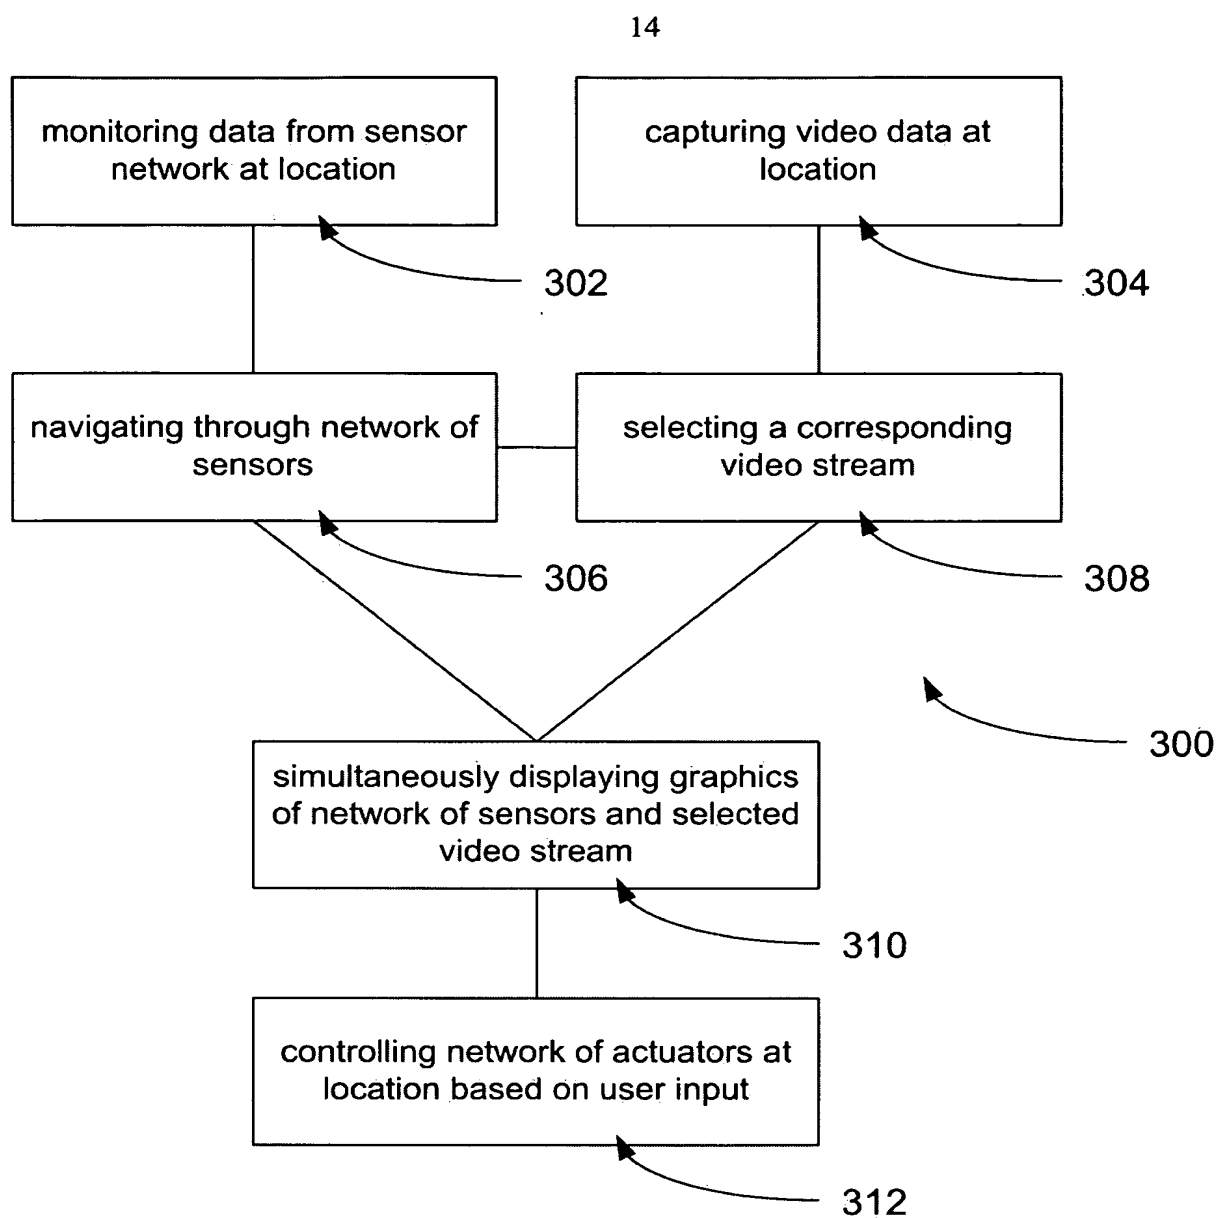 14
monitoring data from sensor
network at location
capturing video data at
location
302
304
navigating through network of
sensors
selecting a corresponding
video stream
306
308
300
simultaneously displaying graphics
of network of sensors and selected
video stream
310
controlling network of actuators at
location based on user input
312